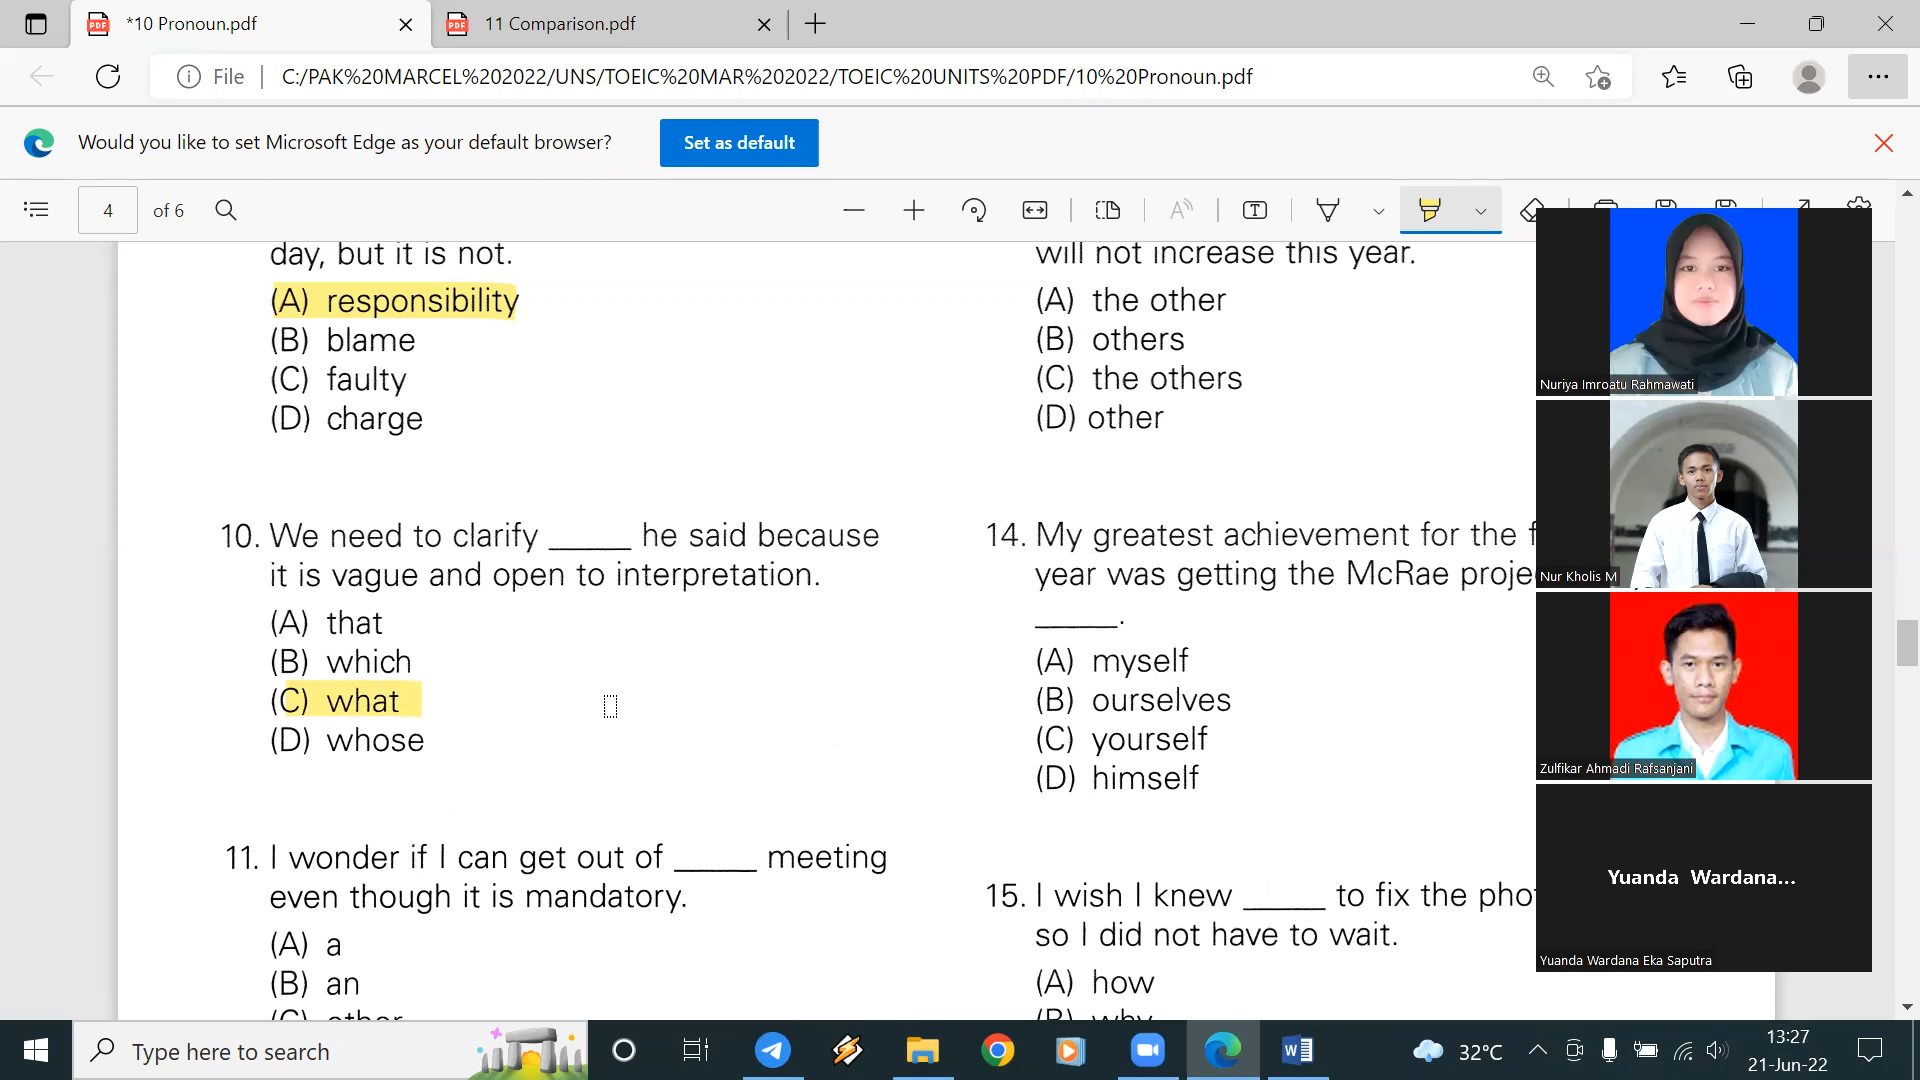 *10 Pronoun.pdf
11 Comparison.pdf
File
C:/PAK%20MARCEL%202022/UNS/TOEIC%20MAR%202022/TOEIC%20UNITS%20PDF/10%20Pronoun.pdf
Would you like to set Microsoft Edge as your default browser?
Set as default
4 of 6
day, but it is not.
(A) responsibility
(B) blame
(C) faulty
(D) charge
10. We need to clarify _____ he said because
it is vague and open to interpretation.
(A) that
(B) which
(C) what
(D) whose
11. I wonder if I can get out of _____ meeting
even though it is mandatory.
(A) a
(B) an
(C) other
will not increase this year.
(A) the other
(B) others
(C) the others
(D) other
14. My greatest achievement for the
year was getting the McRae
_____.
(A) myself
(B) ourselves
(C) yourself
(D) himself
15. I wish I knew _____ to fix the
so I did not have to wait.
(A) how
(B) why
Nuriya Imroatu Rahmawati
Nur Kholis M
Zulfikar Ahmadi Rafsanjani
Yuanda Wardana...
Yuanda Wardana Eka Saputra
Type here to search
32°C
13:27
21-Jun-22